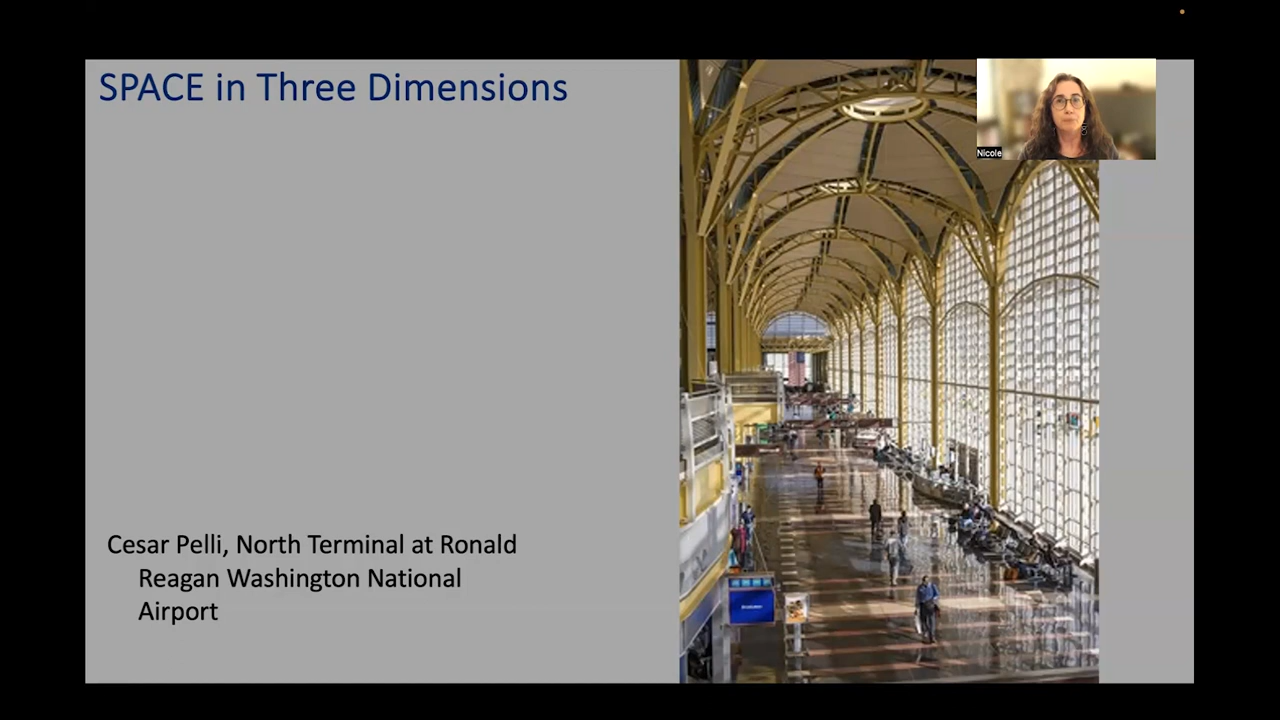 SPACE in Three Dimensions
Nicole
Cesar Pelli, North Terminal at Ronald
Reagan Washington National
Airport